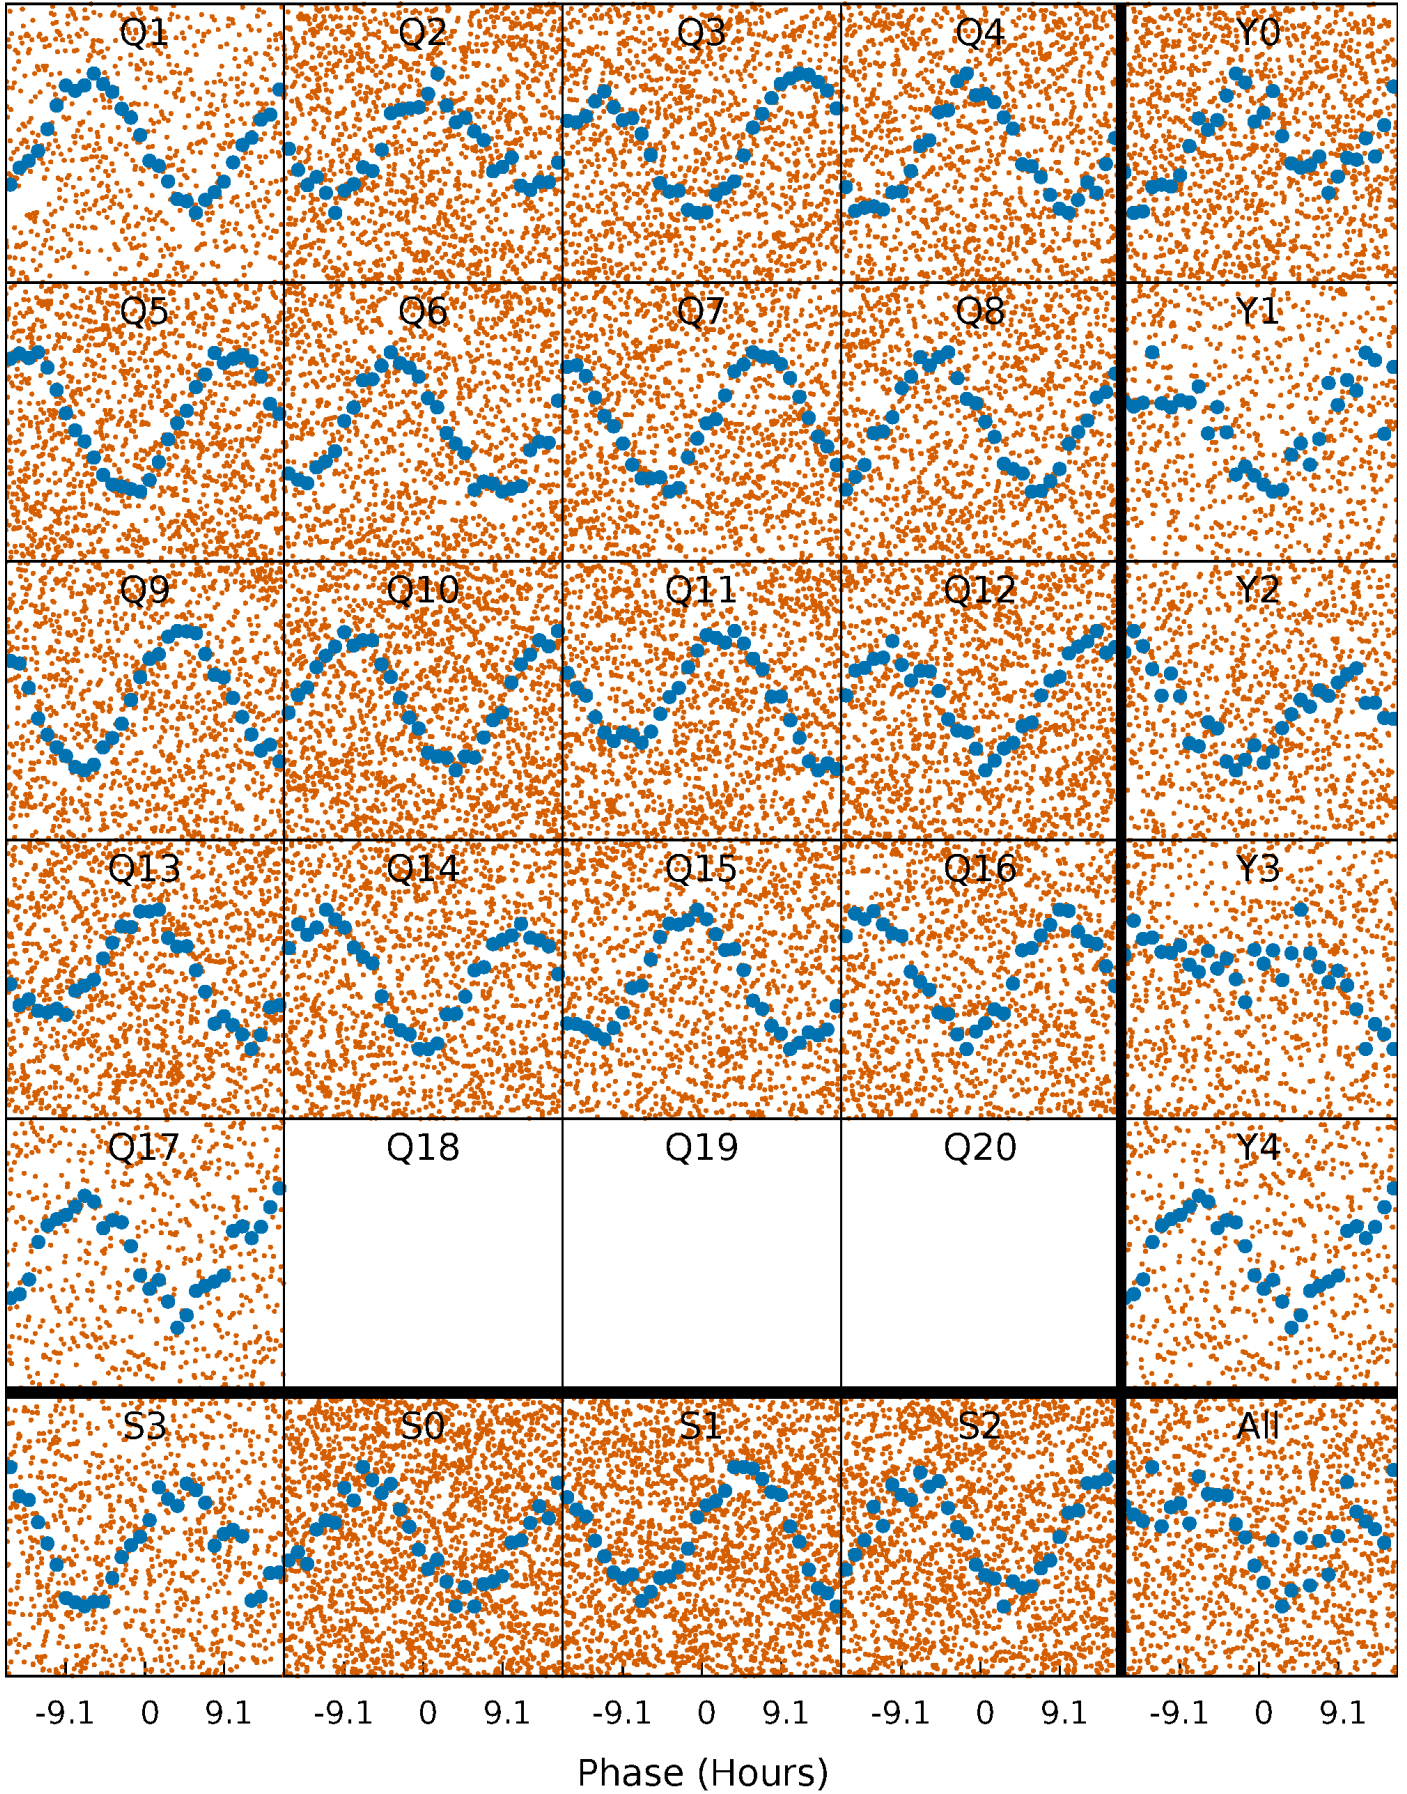 Q1 Q2 Q3 Q4 Y0
Q5 Q6 Q7 Q8 Y1
Q9 Q10 Q11 Q12 Y2
Q13 Q14 Q15 Q16 Y3
Q17 Q18 Q19 Q20 Y4
S3 S0 S1 S2 All
-9.1 0 9.1 -9.1 0 9.1 -9.1 0 9.1 -9.1 0 9.1 -9.1 0 9.1
Phase (Hours)